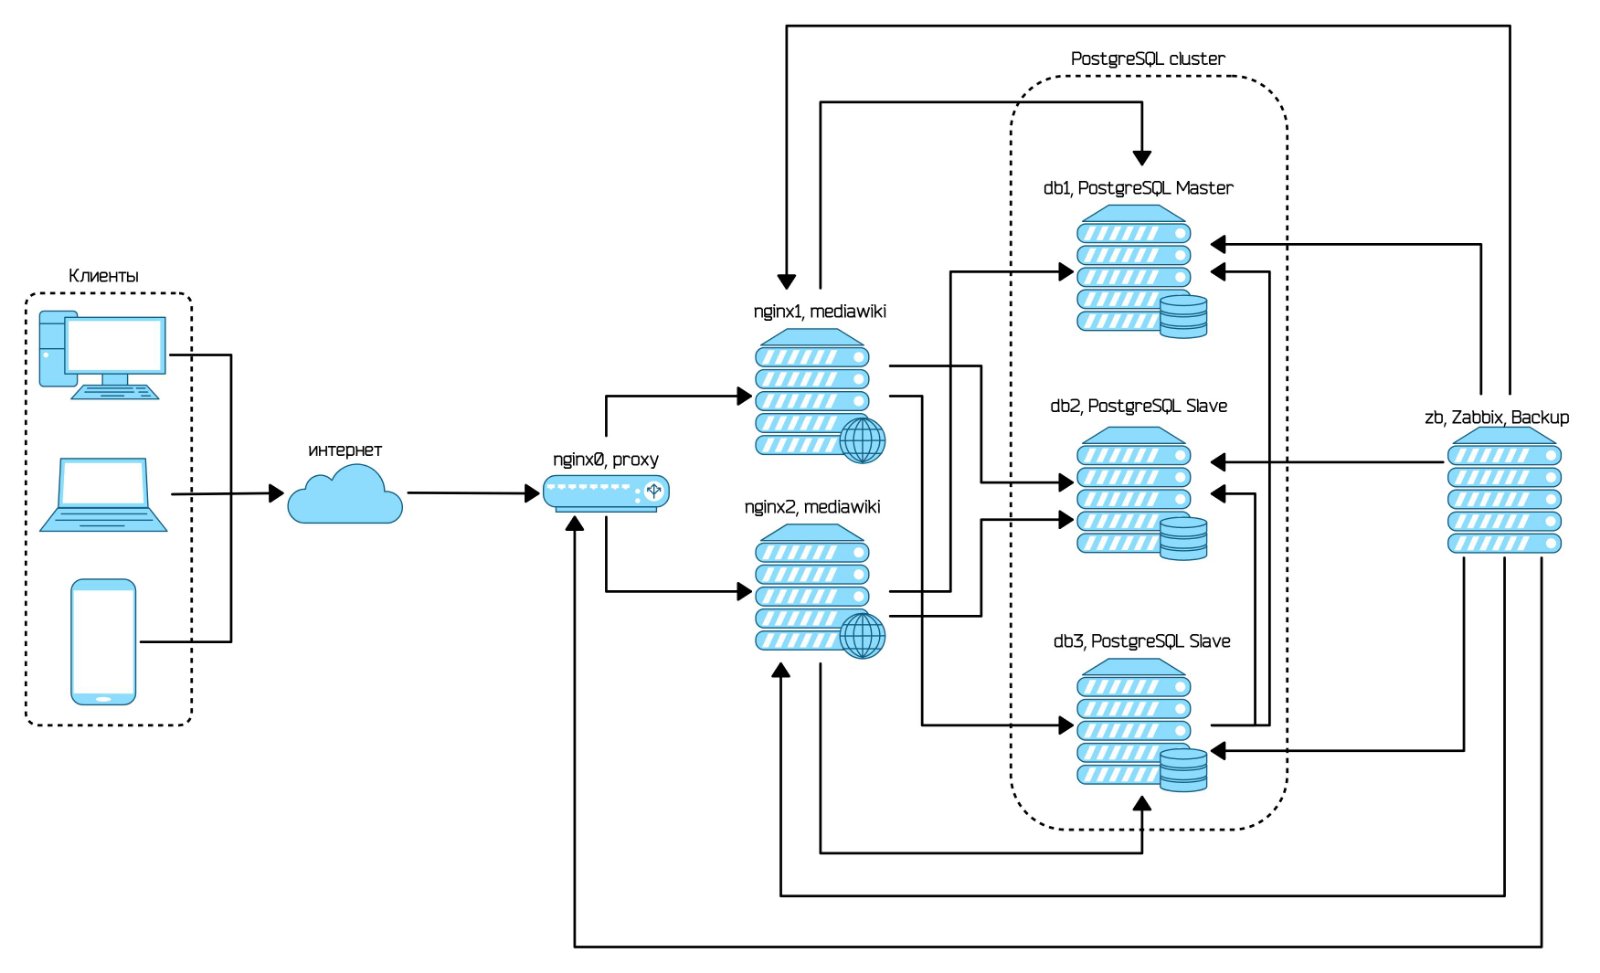 PostgreSQL cluster
db1, PostgreSQL Master
Клиенты
nginx1, mediawiki
db2, PostgreSQL Slave
zb, Zabbix, Backup
интернет
nginx0, proxy
nginx2, mediawiki
db3, PostgreSQL Slave